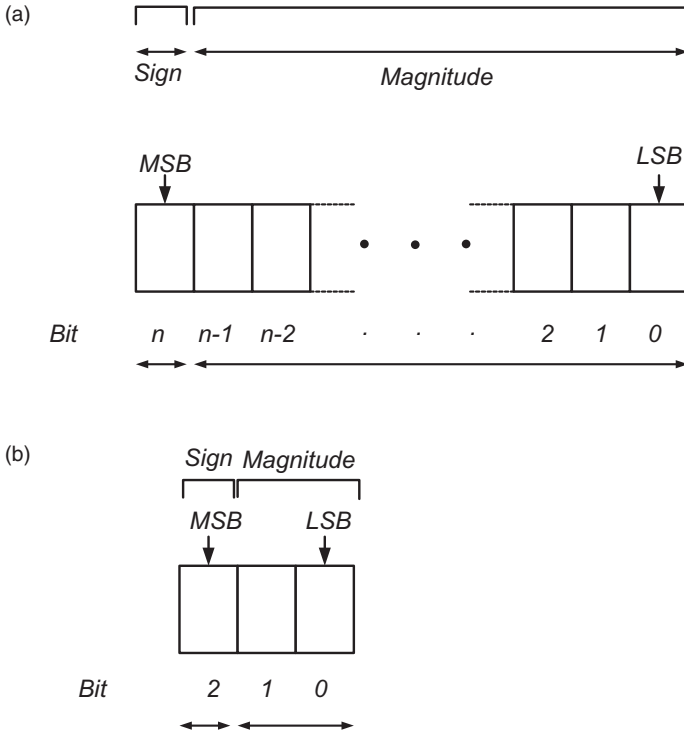 (a)
Sign Magnitude
MSB LSB
Bit n n-1 n-2 . . . 2 1 0
(b)
Sign Magnitude
MSB LSB
Bit 2 1 0